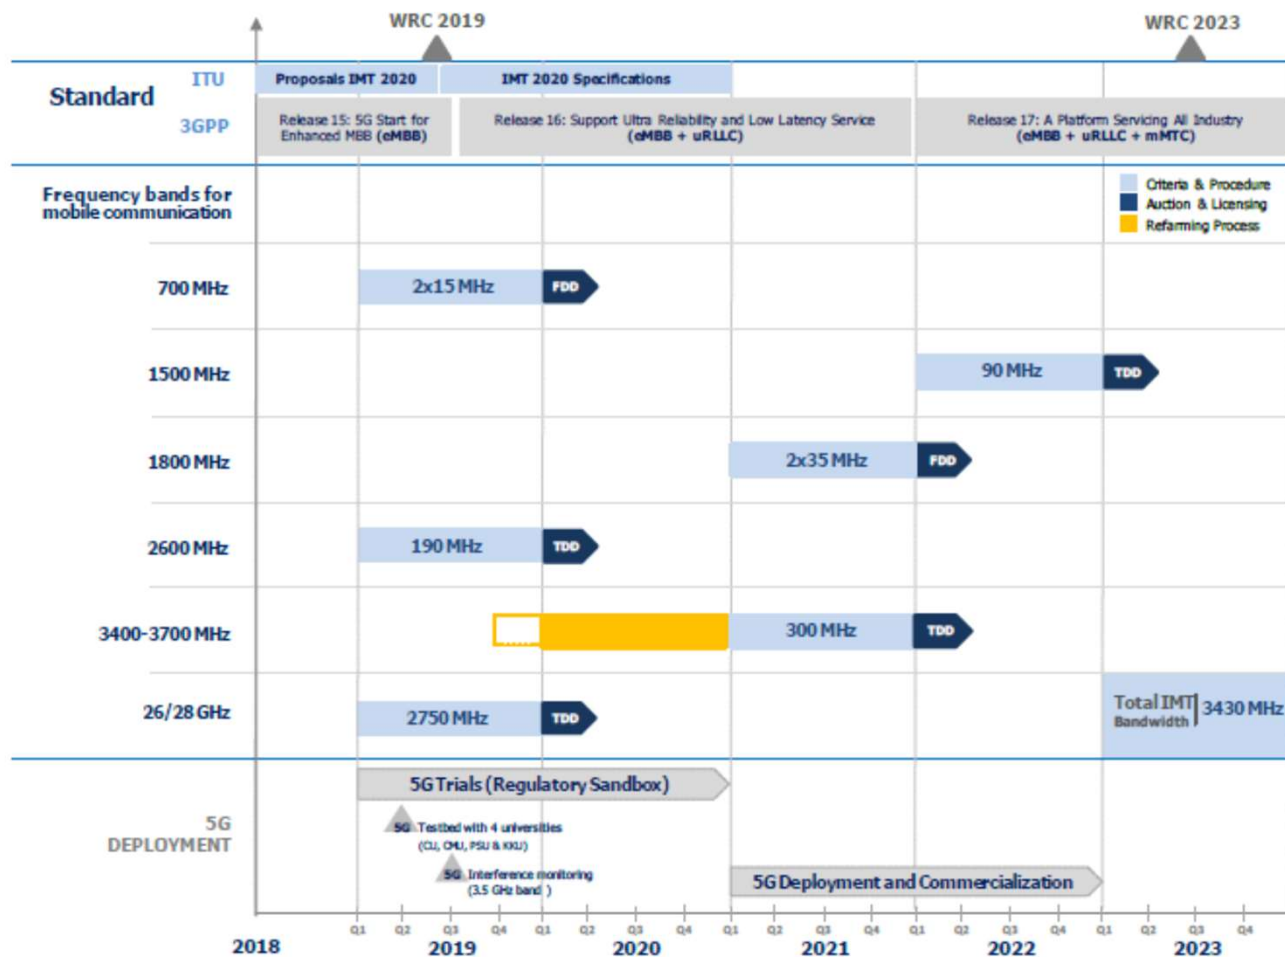 WRC 2019
WRC 2023
Standard
ITU
Proposals IMT 2020
IMT 2020 Specifications
3GPP
Release 15: 5G Start for
Enhanced MBB (eMBB)
Release 16: Support Ultra Reliability and Low Latency Service
(eMBB + uRLLC)
Release 17: A Platform Servicing All Industry
(eMBB + uRLLC + mMTC)
Frequency bands for
mobile communication
Criteria & Procedure
Auction & Licensing
Refarming Process
700 MHz
2x15 MHz
FDD
1500 MHz
90 MHz
TDD
1800 MHz
2x35 MHz
FDD
2600 MHz
190 MHz
TDD
3400-3700 MHz
300 MHz
TDD
26/28 GHz
2750 MHz
TDD
Total IMT
Bandwidth
3430 MHz
5G
DEPLOYMENT
5G Trials (Regulatory Sandbox)
5G Testbed with 4 universities
(CU, CMU, PSU & KKU)
5G Interference monitoring
(3.5 GHz band )
5G Deployment and Commercialization
Q1 Q2 Q3 Q4 Q1 Q2 Q3 Q4 Q1 Q2 Q3 Q4 Q1 Q2 Q3 Q4 Q1 Q2 Q3 Q4
2018 2019 2020 2021 2022 2023